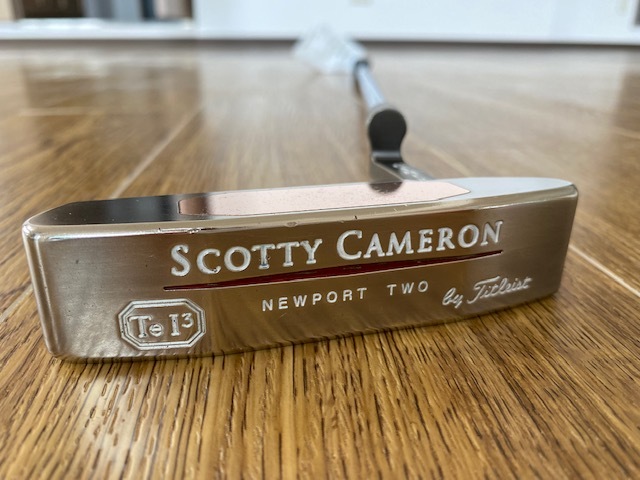 SCOTTY CAMERON
NEWPORT TWO
by Titleist
TeI³